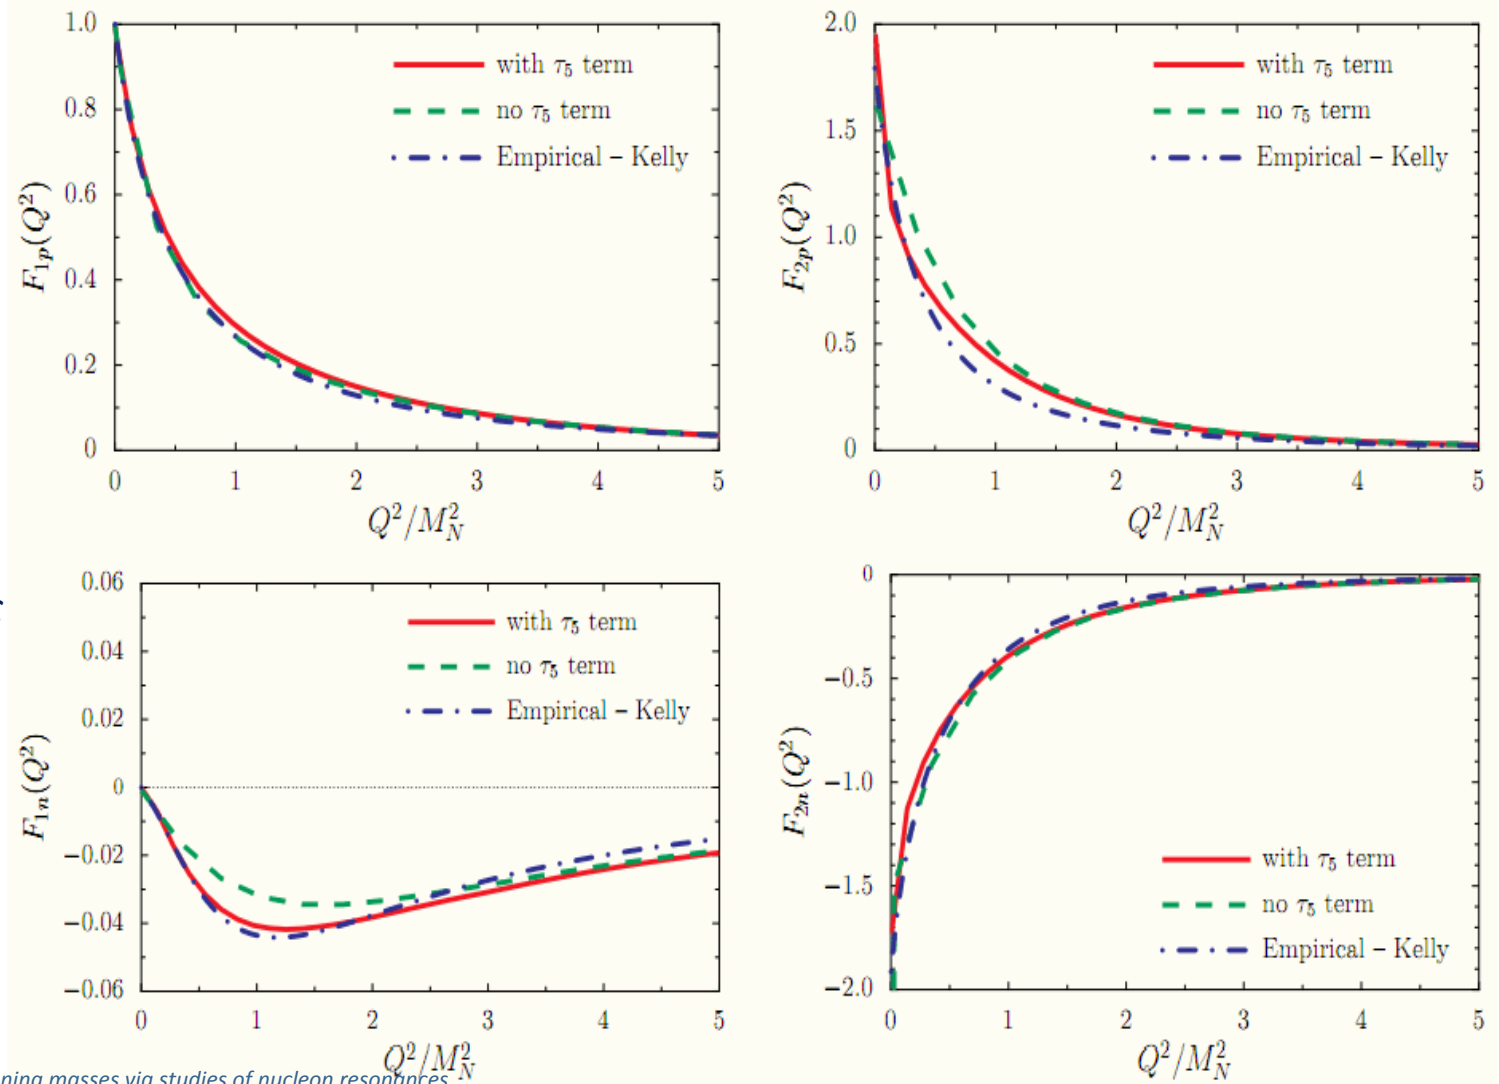 1.0
0.8
0.6
0.4
0.2
0
0 1 2 3 4 5
F₁ₚ(Q²)
Q²/M²_N
with τ₅ term
no τ₅ term
Empirical – Kelly
2.0
1.5
1.0
0.5
0
0 1 2 3 4 5
F₂ₚ(Q²)
Q²/M²_N
with τ₅ term
no τ₅ term
Empirical – Kelly
0.06
0.04
0.02
0
−0.02
−0.04
−0.06
0 1 2 3 4 5
F₁ₙ(Q²)
Q²/M²_N
with τ₅ term
no τ₅ term
Empirical – Kelly
0
−0.5
−1.0
−1.5
−2.0
0 1 2 3 4 5
F₂ₙ(Q²)
Q²/M²_N
with τ₅ term
no τ₅ term
Empirical – Kelly
masses via studies of nucleon resonances